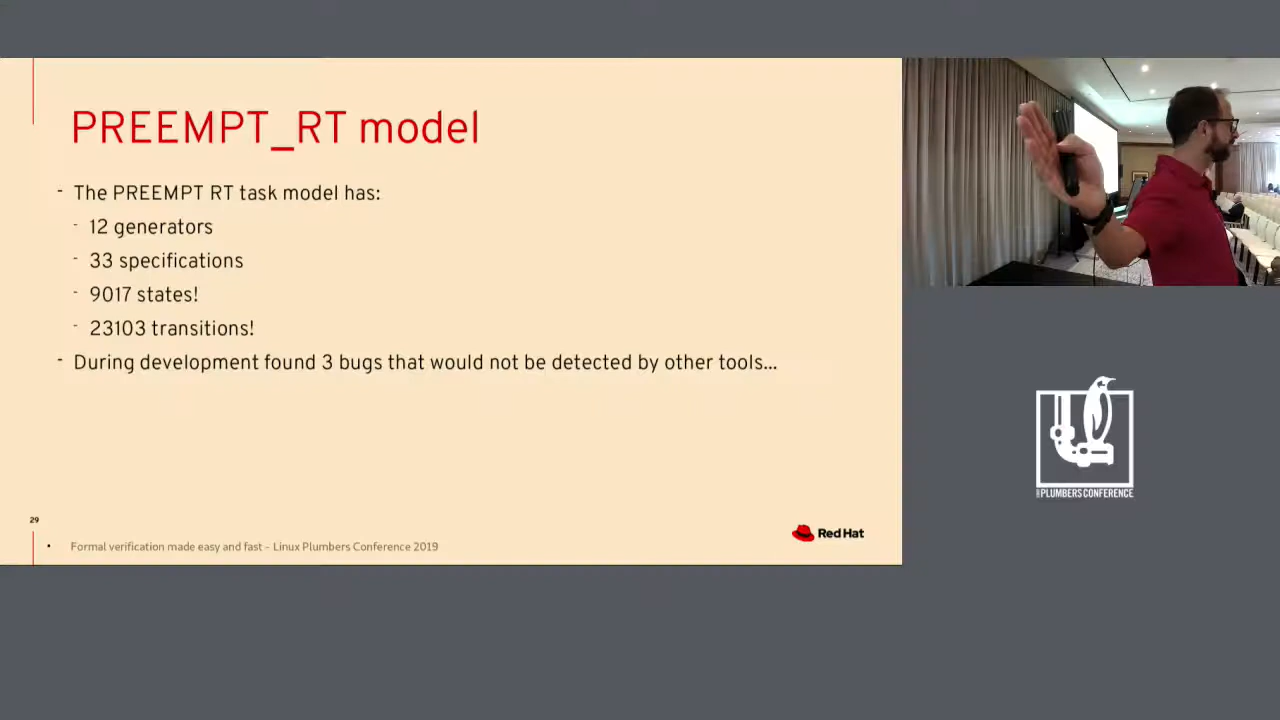 PREEMPT_RT model
- The PREEMPT RT task model has:
- 12 generators
- 33 specifications
- 9017 states!
- 23103 transitions!
- During development found 3 bugs that would not be detected by other tools...
29
• Formal verification made easy and fast - Linux Plumbers Conference 2019
Red Hat
PLUMBERS CONFERENCE